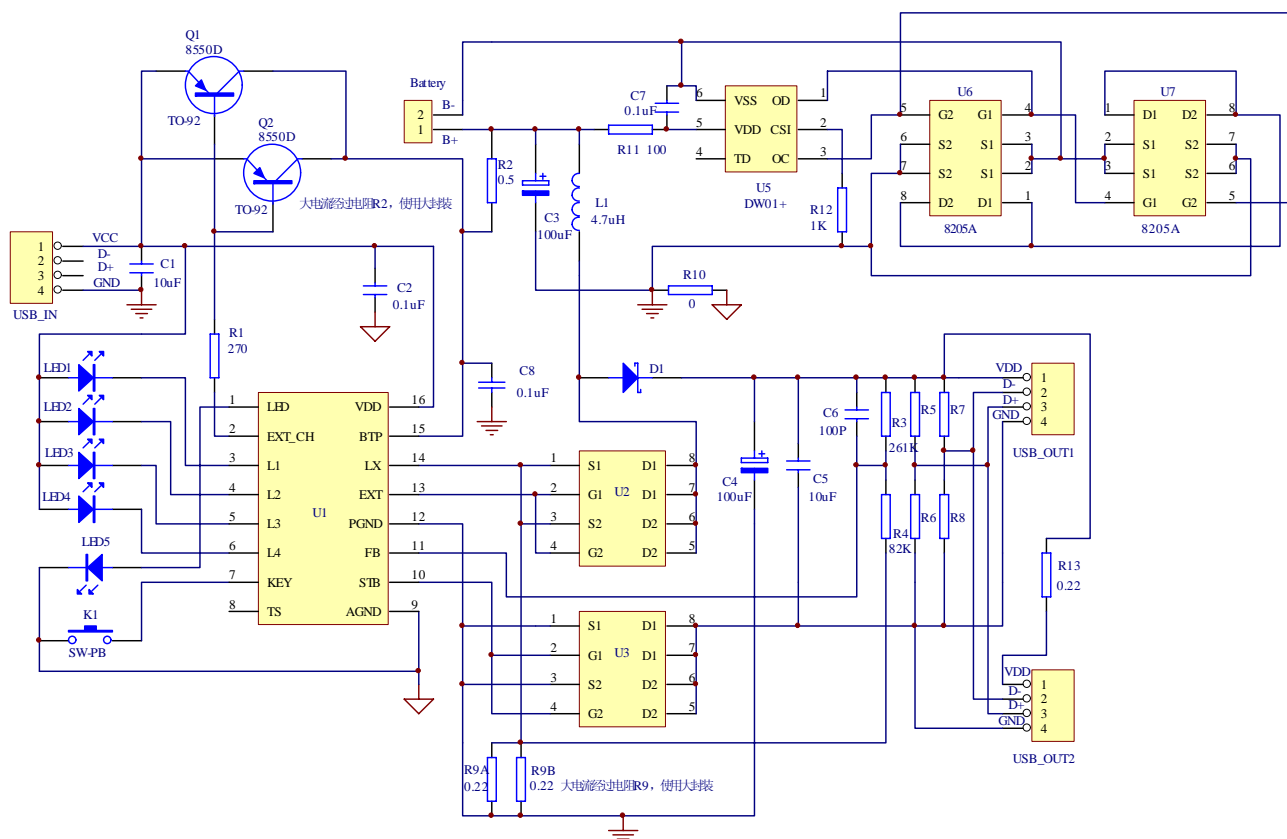 Q1
8550D
TO-92
Q2
8550D
TO-92
Battery
2
1
B-
B+
C7
0.1uF
R11 100
6
5
4
VSS
VDD
TD
OD
CSI
OC
1
2
3
U5
DW01+
U6
5
6
7
8
G2
S2
S2
D2
G1
S1
S1
D1
4
3
2
1
8205A
U7
1
2
3
4
D1
S1
S1
G1
D2
S2
S2
G2
8
7
6
5
8205A
R2
0.5
大电流经过电阻R2，使用大封装
C3
100uF
L1
4.7uH
R12
1K
R10
0
1
2
3
4
VCC
D-
D+
GND
USB_IN
C1
10uF
C2
0.1uF
R1
270
C8
0.1uF
LED1
LED2
LED3
LED4
LED5
K1
SW-PB
1
2
3
4
5
6
7
8
LED
EXT_CH
L1
L2
L3
L4
KEY
TS
U1
VDD
BTP
LX
EXT
PGND
FB
STB
AGND
16
15
14
13
12
11
10
9
1
2
3
4
S1
G1
S2
G2
U2
D1
D1
D2
D2
8
7
6
5
1
2
3
4
S1
G1
S2
G2
U3
D1
D1
D2
D2
8
7
6
5
D1
C4
100uF
C5
10uF
C6
100P
R3
261K
R5
R7
R4
82K
R6
R8
VDD
D-
D+
GND
1
2
3
4
USB_OUT1
R13
0.22
VDD
D-
D+
GND
1
2
3
4
USB_OUT2
R9A
0.22
R9B
0.22
大电流经过电阻R9，使用大封装